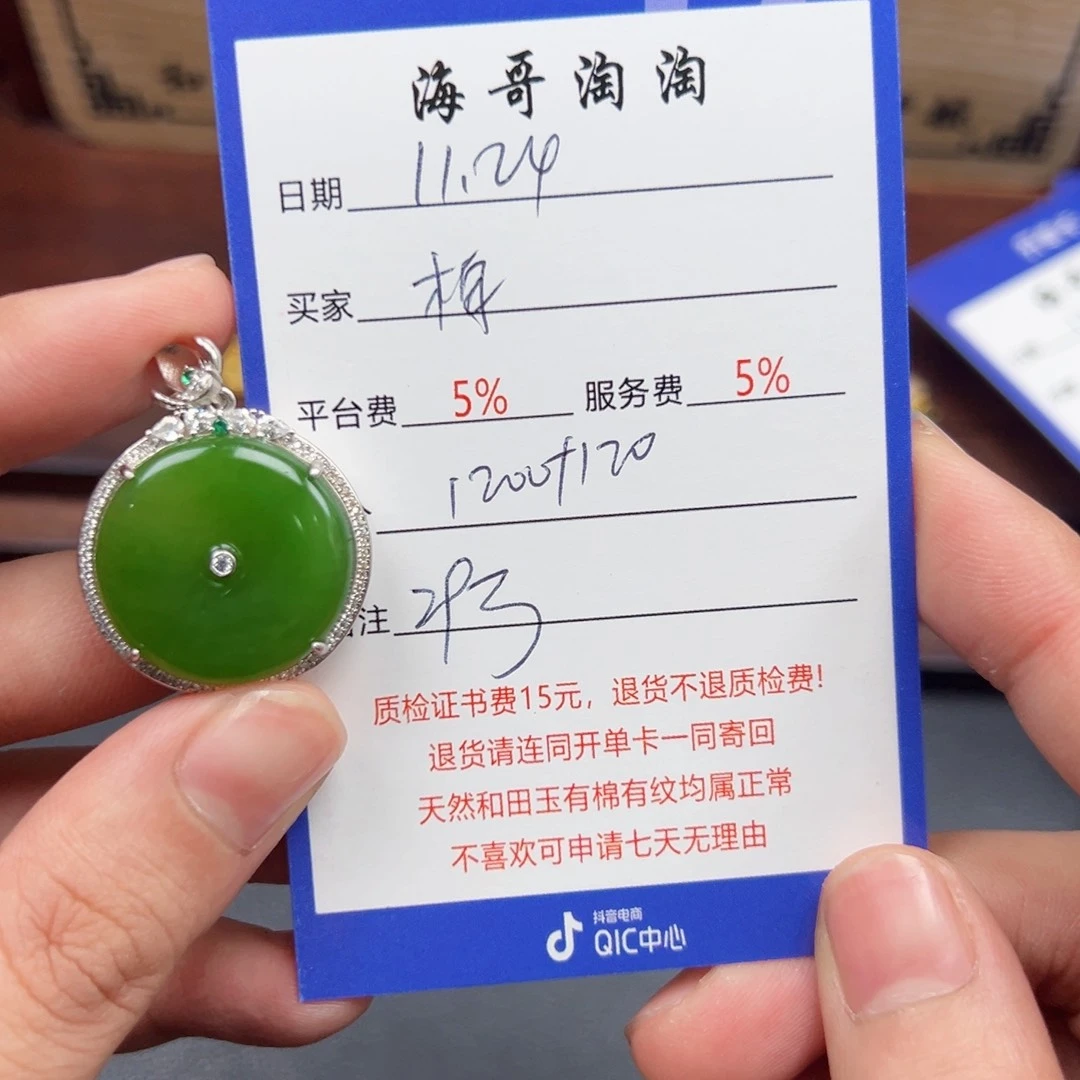 海哥淘淘
日期 11.24
买家
平台费 5% 服务费 5%
1200+120
注 293
质检证书费15元，退货不退质检费!
退货请连同开单卡一同寄回
天然和田玉有棉有纹均属正常
不喜欢可申请七天无理由
抖音电商
QIC中心